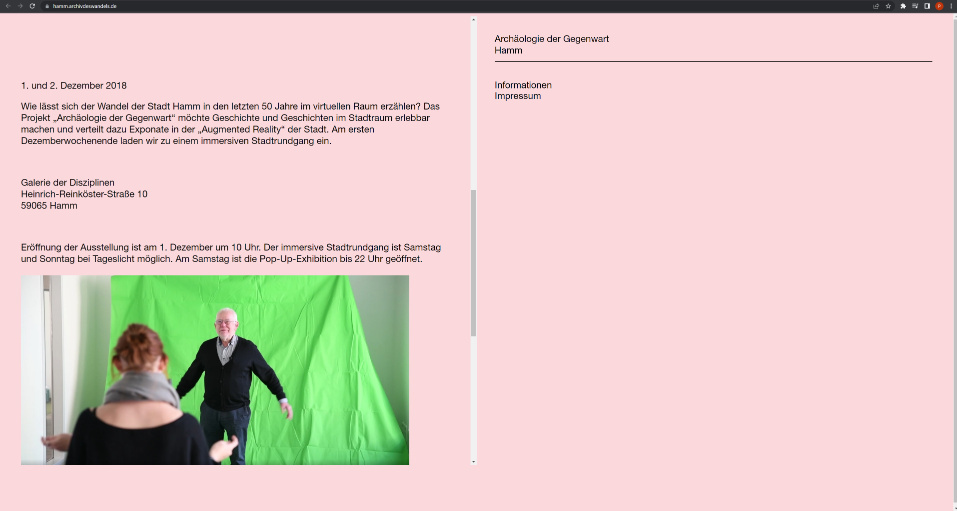 hamm.archivdeswandels.de
1. und 2. Dezember 2018
Wie lässt sich der Wandel der Stadt Hamm in den letzten 50 Jahre im virtuellen Raum erzählen? Das
Projekt „Archäologie der Gegenwart“ möchte Geschichte und Geschichten im Stadtraum erlebbar
machen und verteilt dazu Exponate in der „Augmented Reality“ der Stadt. Am ersten
Dezemberwochenende laden wir zu einem immersiven Stadtrundgang ein.
Galerie der Disziplinen
Heinrich-Reinköster-Straße 10
59065 Hamm
Eröffnung der Ausstellung ist am 1. Dezember um 10 Uhr. Der immersive Stadtrundgang ist Samstag
und Sonntag bei Tageslicht möglich. Am Samstag ist die Pop-Up-Exhibition bis 22 Uhr geöffnet.
Archäologie der Gegenwart
Hamm
Informationen
Impressum